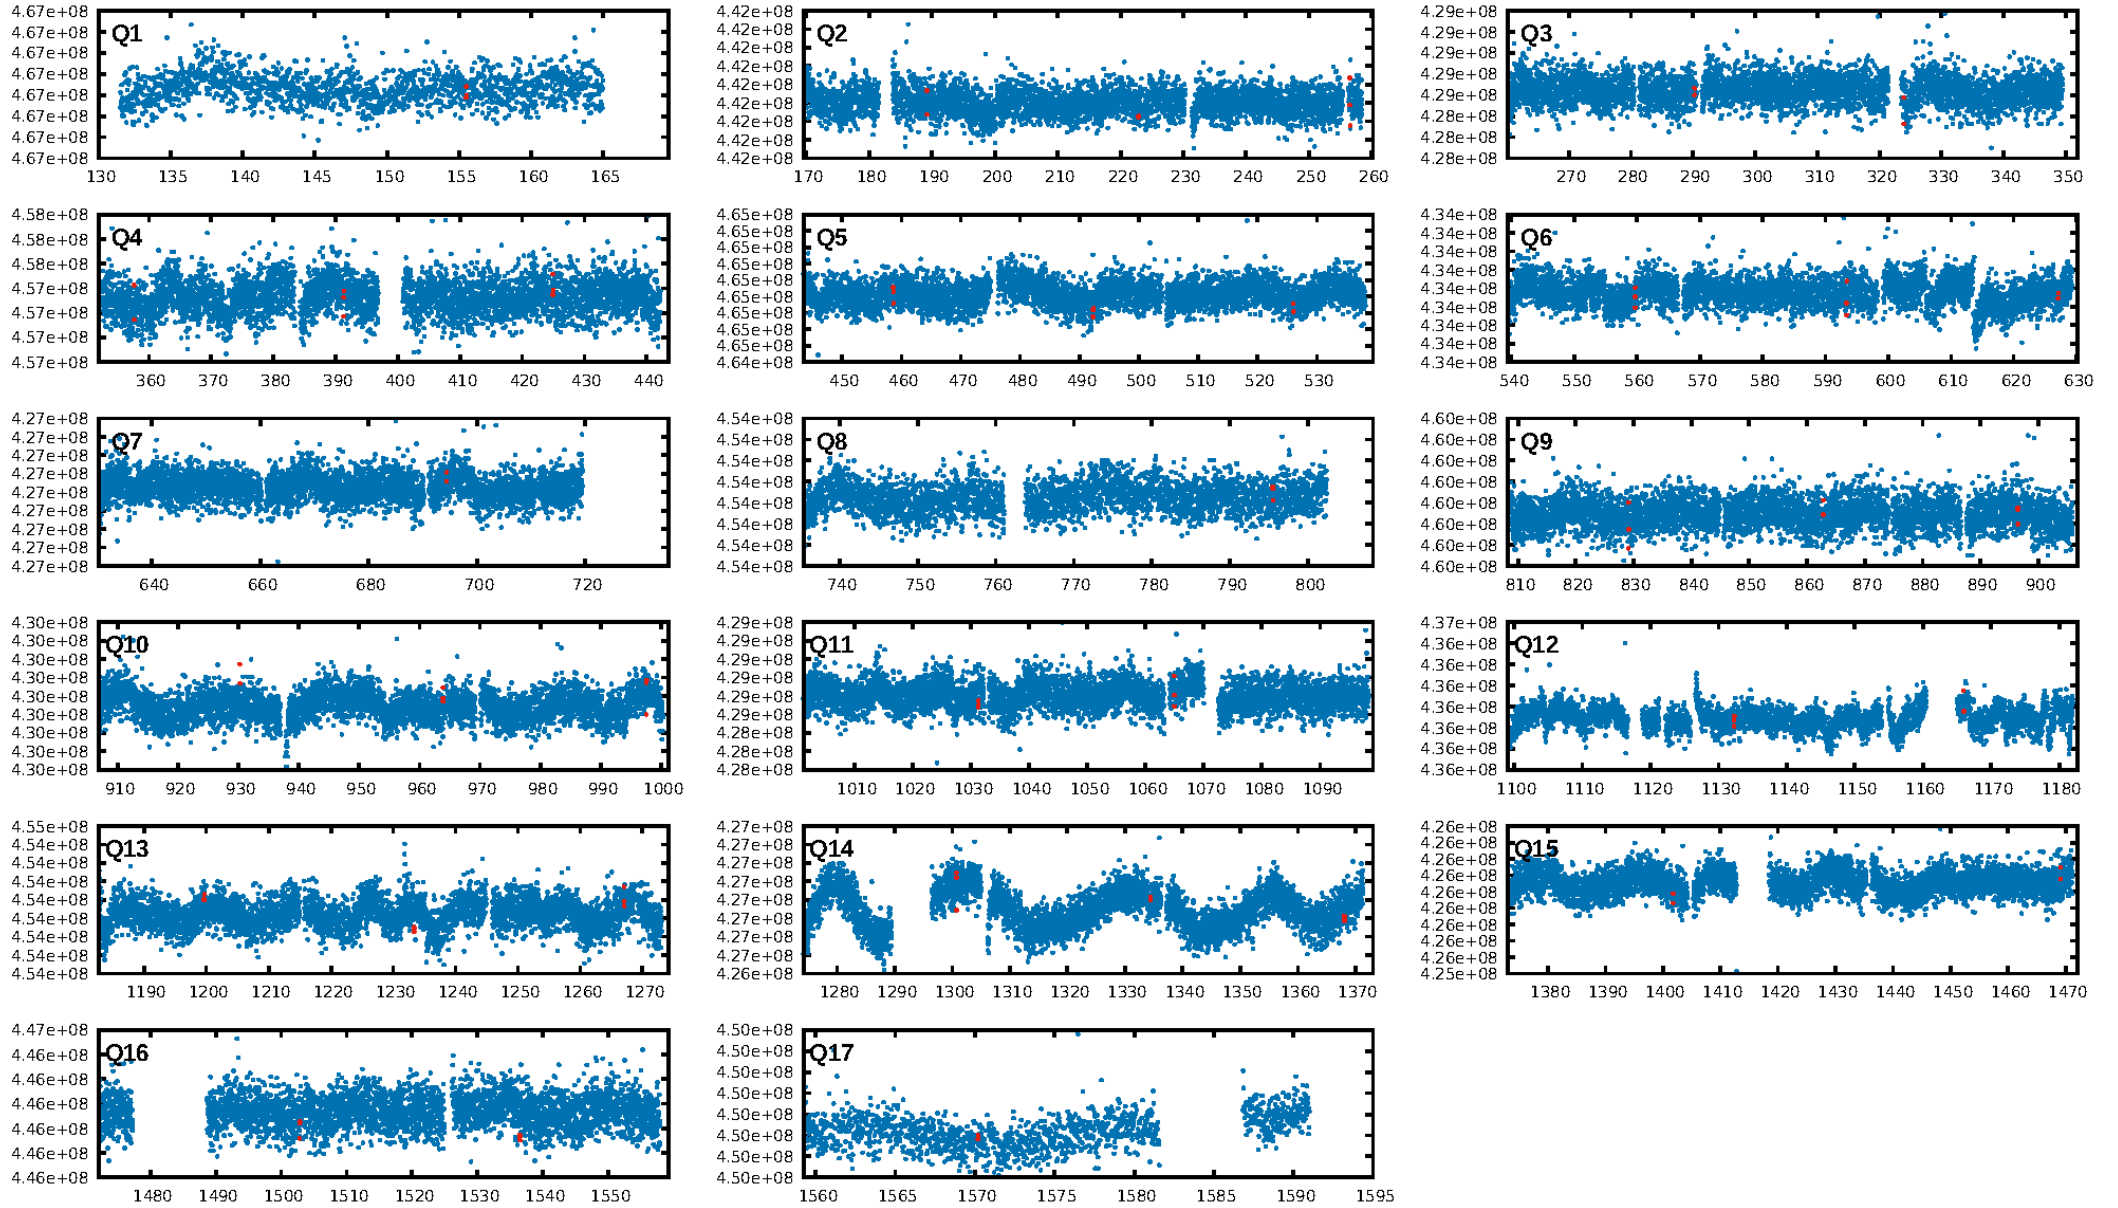 Q1
4.67e+08
4.67e+08
4.67e+08
4.67e+08
4.67e+08
4.67e+08
4.67e+08
4.67e+08
130 135 140 145 150 155 160 165
Q2
4.42e+08
4.42e+08
4.42e+08
4.42e+08
4.42e+08
4.42e+08
4.42e+08
4.42e+08
4.42e+08
170 180 190 200 210 220 230 240 250 260
Q3
4.29e+08
4.29e+08
4.29e+08
4.29e+08
4.29e+08
4.28e+08
4.28e+08
4.28e+08
270 280 290 300 310 320 330 340 350
Q4
4.58e+08
4.58e+08
4.58e+08
4.57e+08
4.57e+08
4.57e+08
4.57e+08
360 370 380 390 400 410 420 430 440
Q5
4.65e+08
4.65e+08
4.65e+08
4.65e+08
4.65e+08
4.65e+08
4.65e+08
4.65e+08
4.65e+08
4.64e+08
450 460 470 480 490 500 510 520 530
Q6
4.34e+08
4.34e+08
4.34e+08
4.34e+08
4.34e+08
4.34e+08
4.34e+08
4.34e+08
4.34e+08
540 550 560 570 580 590 600 610 620 630
Q7
4.27e+08
4.27e+08
4.27e+08
4.27e+08
4.27e+08
4.27e+08
4.27e+08
4.27e+08
4.27e+08
640 660 680 700 720
Q8
4.54e+08
4.54e+08
4.54e+08
4.54e+08
4.54e+08
4.54e+08
4.54e+08
4.54e+08
740 750 760 770 780 790 800
Q9
4.60e+08
4.60e+08
4.60e+08
4.60e+08
4.60e+08
4.60e+08
4.60e+08
4.60e+08
810 820 830 840 850 860 870 880 890 900
Q10
4.30e+08
4.30e+08
4.30e+08
4.30e+08
4.30e+08
4.30e+08
4.30e+08
4.30e+08
4.30e+08
910 920 930 940 950 960 970 980 990 1000
Q11
4.29e+08
4.29e+08
4.29e+08
4.29e+08
4.29e+08
4.29e+08
4.28e+08
4.28e+08
4.28e+08
1010 1020 1030 1040 1050 1060 1070 1080 1090
Q12
4.37e+08
4.36e+08
4.36e+08
4.36e+08
4.36e+08
4.36e+08
4.36e+08
4.36e+08
1100 1110 1120 1130 1140 1150 1160 1170 1180
Q13
4.55e+08
4.54e+08
4.54e+08
4.54e+08
4.54e+08
4.54e+08
4.54e+08
4.54e+08
4.54e+08
1190 1200 1210 1220 1230 1240 1250 1260 1270
Q14
4.27e+08
4.27e+08
4.27e+08
4.27e+08
4.27e+08
4.27e+08
4.27e+08
4.27e+08
4.26e+08
1280 1290 1300 1310 1320 1330 1340 1350 1360 1370
Q15
4.26e+08
4.26e+08
4.26e+08
4.26e+08
4.26e+08
4.26e+08
4.26e+08
4.26e+08
4.25e+08
4.25e+08
1380 1390 1400 1410 1420 1430 1440 1450 1460 1470
Q16
4.47e+08
4.46e+08
4.46e+08
4.46e+08
4.46e+08
4.46e+08
4.46e+08
1480 1490 1500 1510 1520 1530 1540 1550
Q17
4.50e+08
4.50e+08
4.50e+08
4.50e+08
4.50e+08
4.50e+08
4.50e+08
4.50e+08
1560 1565 1570 1575 1580 1585 1590 1595